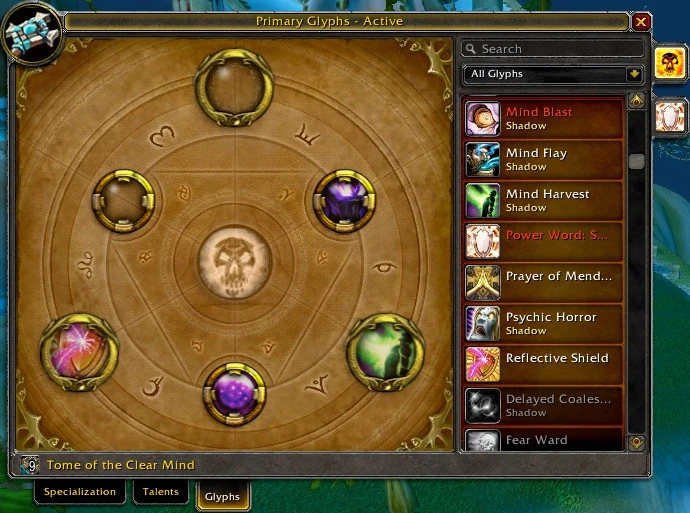 Primary Glyphs - Active
Search
All Glyphs
Mind Blast
Shadow
Mind Flay
Shadow
Mind Harvest
Shadow
Power Word: S...
Prayer of Mend...
Psychic Horror
Shadow
Reflective Shield
Delayed Coales...
Shadow
Fear Ward
9
Tome of the Clear Mind
Specialization
Talents
Glyphs